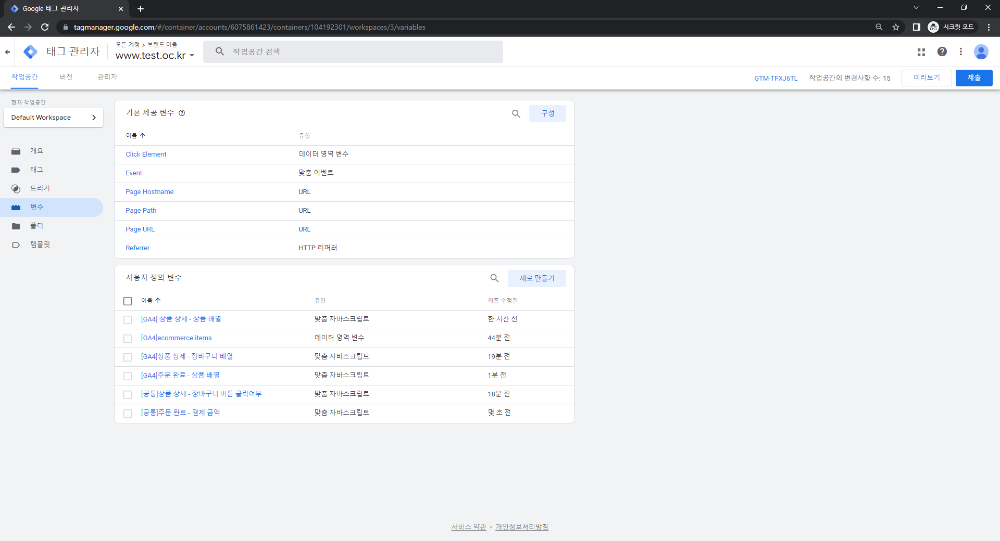 Google 태그 관리자
tagmanager.google.com/#/container/accounts/6075861423/containers/104192301/workspaces/3/variables
시크릿 모드
태그 관리자
모든 계정 > 브랜드 이름
www.test.oc.kr
작업공간 검색
작업공간 버전 관리자
GTM-TFXJ6TL 작업공간의 변경사항 수: 15 미리보기 제출
현재 작업공간
Default Workspace
개요
태그
트리거
변수
폴더
템플릿
기본 제공 변수 구성
이름 유형
Click Element 데이터 영역 변수
Event 맞춤 이벤트
Page Hostname URL
Page Path URL
Page URL URL
Referrer HTTP 리퍼러
사용자 정의 변수 새로 만들기
이름 유형 최종 수정일
[GA4] 상품 상세 - 상품 배열 맞춤 자바스크립트 한 시간 전
[GA4]ecommerce.items 데이터 영역 변수 44분 전
[GA4]상품 상세 - 장바구니 배열 맞춤 자바스크립트 19분 전
[GA4]주문 완료 - 상품 배열 맞춤 자바스크립트 1분 전
[공통]상품 상세 - 장바구니 버튼 클릭여부 맞춤 자바스크립트 18분 전
[공통]주문 완료 - 결제 금액 맞춤 자바스크립트 몇 초 전
서비스 약관 • 개인정보처리방침